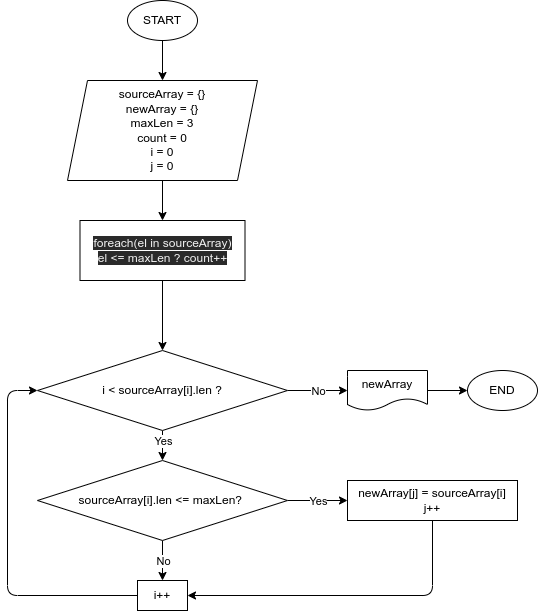 START
sourceArray = {}
newArray = {}
maxLen = 3
count = 0
i = 0
j = 0
foreach(el in sourceArray)
el <= maxLen ? count++
i < sourceArray[i].len ?
No
newArray
END
Yes
sourceArray[i].len <= maxLen?
Yes
newArray[j] = sourceArray[i]
j++
No
i++